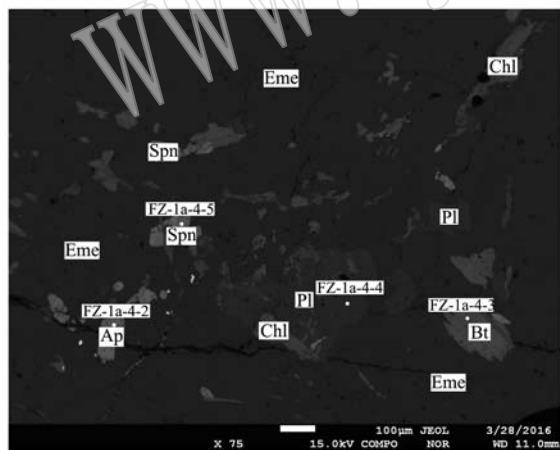 WWW.
Eme
Chl
Spn
FZ-1a-4-5
Spn
Pl
Eme
FZ-1a-4-2
Ap
Pl
FZ-1a-4-4
Chl
FZ-1a-4-3
Bt
Eme
100μm JEOL 3/28/2016
X 75 15.0kV COMPO NOR WD 11.0mm